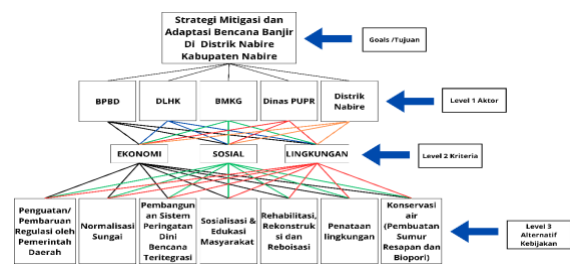 Strategi Mitigasi dan
Adaptasi Bencana Banjir
Di Distrik Nabire
Kabupaten Nabire
Goals /Tujuan
BPBD
DLHK
BMKG
Dinas PUPR
Distrik
Nabire
Level 1 Aktor
EKONOMI
SOSIAL
LINGKUNGAN
Level 2 Kriteria
Penguatan/
Pembaruan
Regulasi oleh
Pemerintah
Daerah
Normalisasi
Sungai
Pembangun
an Sistem
Peringatan
Dini
Bencana
Teritegrasi
Sosialisasi &
Edukasi
Masyarakat
Rehabilitasi,
Rekonstruk
si dan
Reboisasi
Penataan
lingkungan
Konservasi
air
(Pembuatan
Sumur
Resapan dan
Biopori)
Level 3
Alternatif
Kebijakan